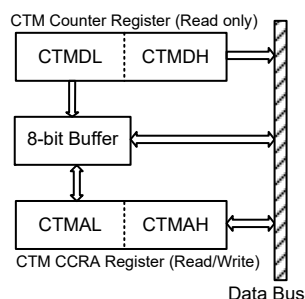 CTM Counter Register (Read only)
CTMDL CTMDH
8-bit Buffer
CTMAL CTMAH
CTM CCRA Register (Read/Write)
Data Bus